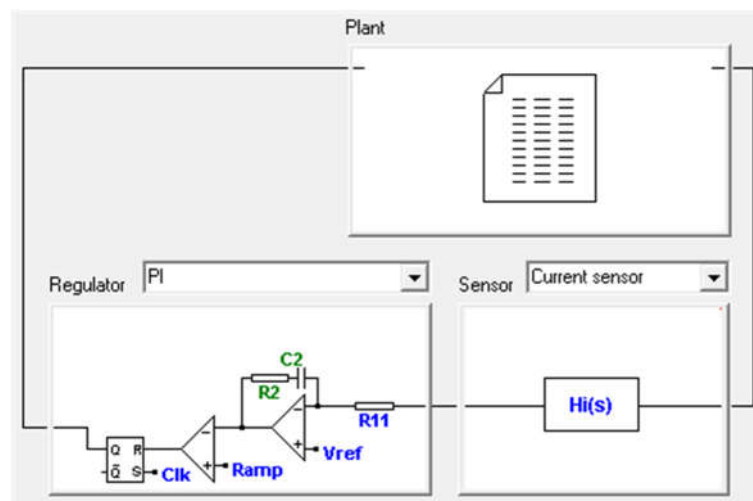 Plant
Regulator PI
Sensor Current sensor
C2
R2
Hi(s)
R11
Q R
Q̅ S Clk
Ramp
Vref
-
+
-
+